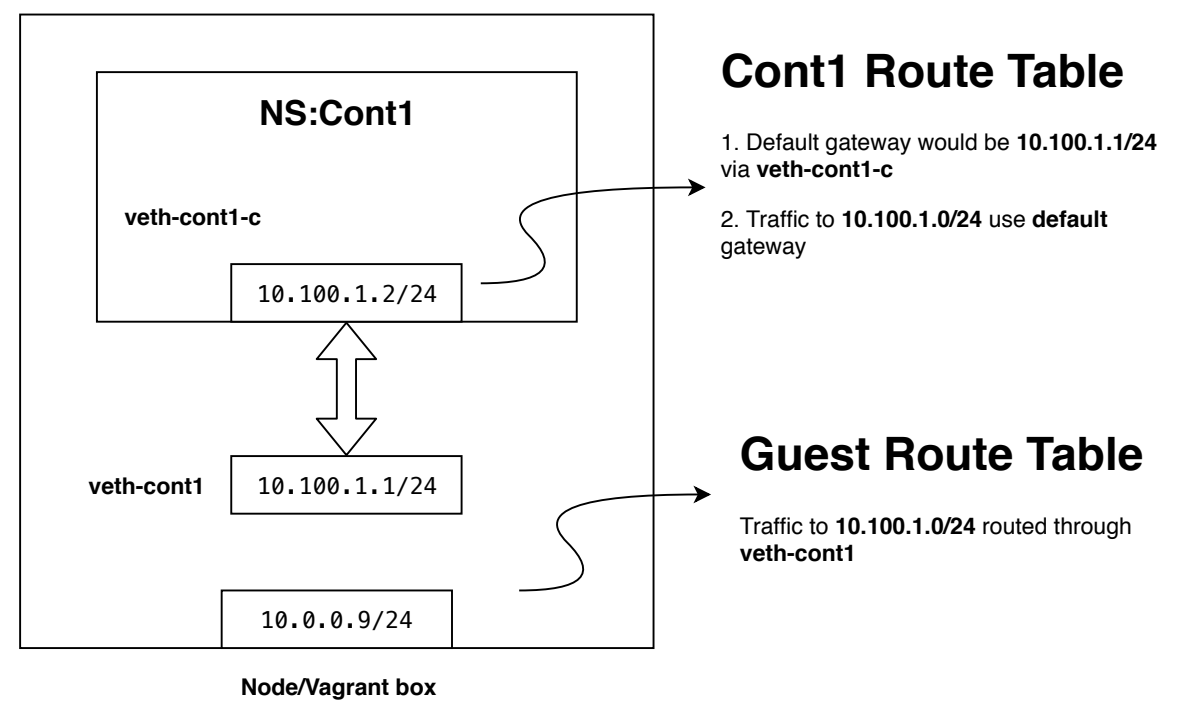 NS:Cont1
veth-cont1-c
10.100.1.2/24
veth-cont1
10.100.1.1/24
10.0.0.9/24
Node/Vagrant box
Cont1 Route Table
1. Default gateway would be 10.100.1.1/24
via veth-cont1-c
2. Traffic to 10.100.1.0/24 use default
gateway
Guest Route Table
Traffic to 10.100.1.0/24 routed through
veth-cont1